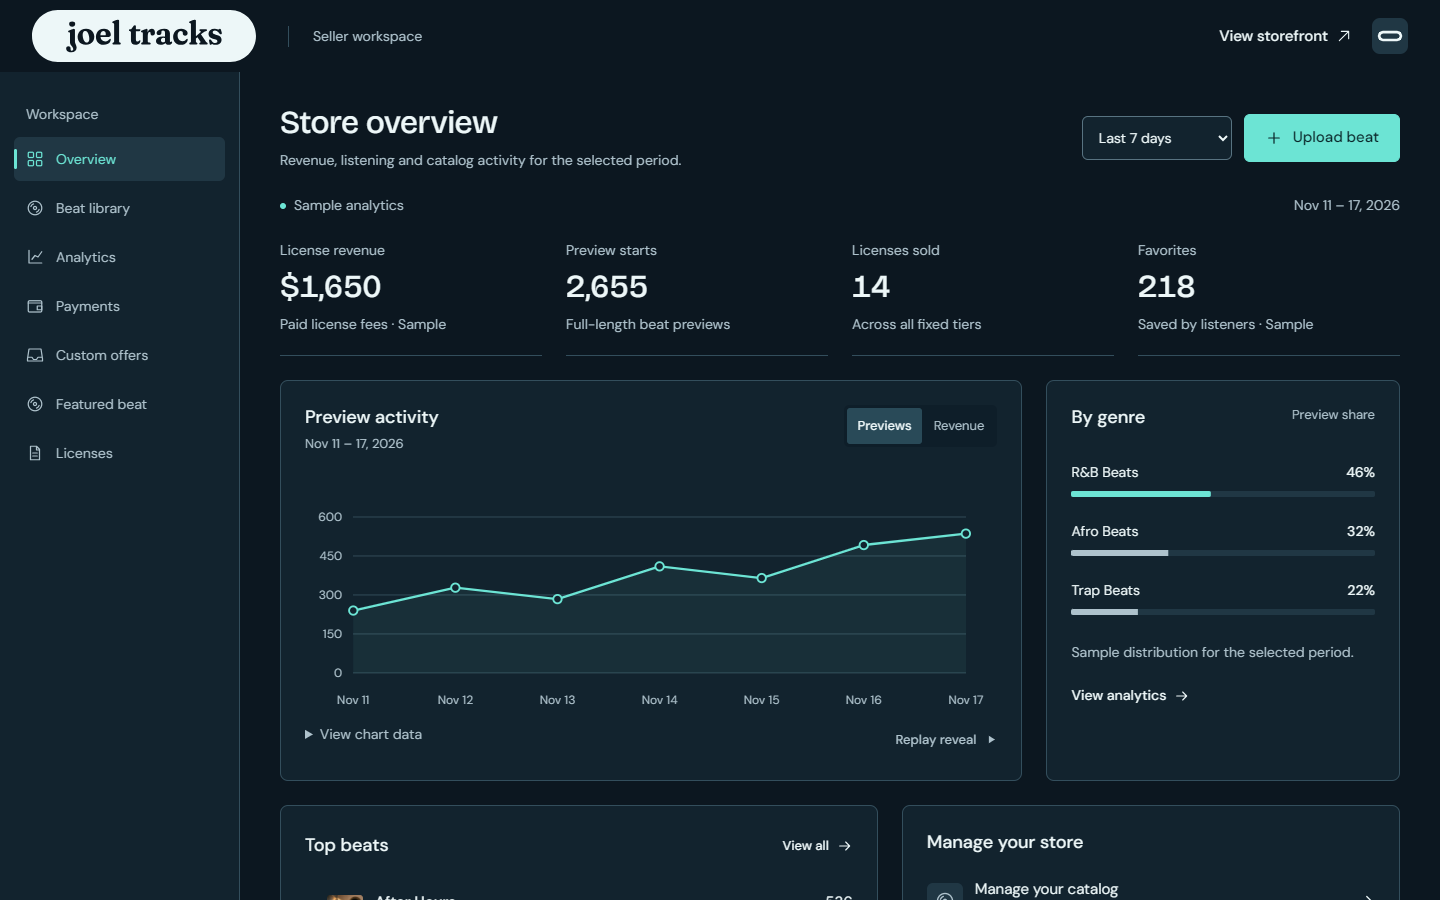 joel tracks
Seller workspace
View storefront
Workspace
Overview
Beat library
Analytics
Payments
Custom offers
Featured beat
Licenses
Store overview
Revenue, listening and catalog activity for the selected period.
Last 7 days
Upload beat
Sample analytics
Nov 11 – 17, 2026
License revenue
$1,650
Paid license fees · Sample
Preview starts
2,655
Full-length beat previews
Licenses sold
14
Across all fixed tiers
Favorites
218
Saved by listeners · Sample
Preview activity
Nov 11 – 17, 2026
Previews
Revenue
600
450
300
150
0
Nov 11
Nov 12
Nov 13
Nov 14
Nov 15
Nov 16
Nov 17
View chart data
Replay reveal
By genre
Preview share
R&B Beats
46%
Afro Beats
32%
Trap Beats
22%
Sample distribution for the selected period.
View analytics
Top beats
View all
After Hours
Manage your store
Manage your catalog